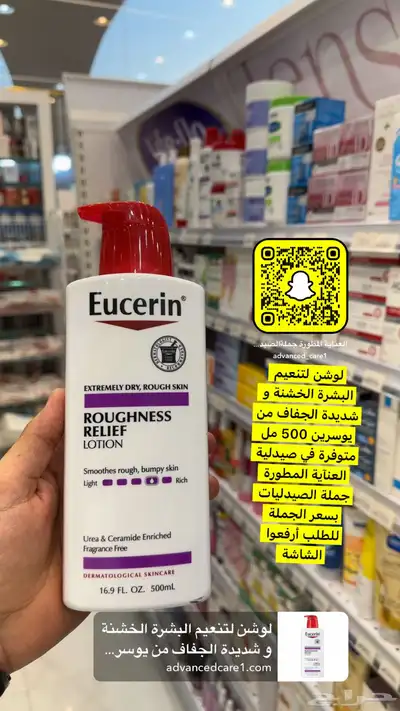 Eucerin®
EXTREMELY DRY, ROUGH SKIN
ROUGHNESS
RELIEF
LOTION
Smoothes rough, bumpy skin
Light Rich
Urea & Ceramide Enriched
Fragrance Free
DERMATOLOGICAL SKINCARE
16.9 FL. OZ. 500mL
العناية المطورة جملةالصيد...
advanced_care1
لوشن لتنعيم
البشرة الخشنة و
شديدة الجفاف من
يوسرين 500 مل
متوفرة في صيدلية
العناية المطورة
جملة الصيدليات
بسعر الجملة
للطلب أرفعوا
الشاشة
لوشن لتنعيم البشرة الخشنة
و شديدة الجفاف من يوسر...
advancedcare1.com
Eucerin
حراج